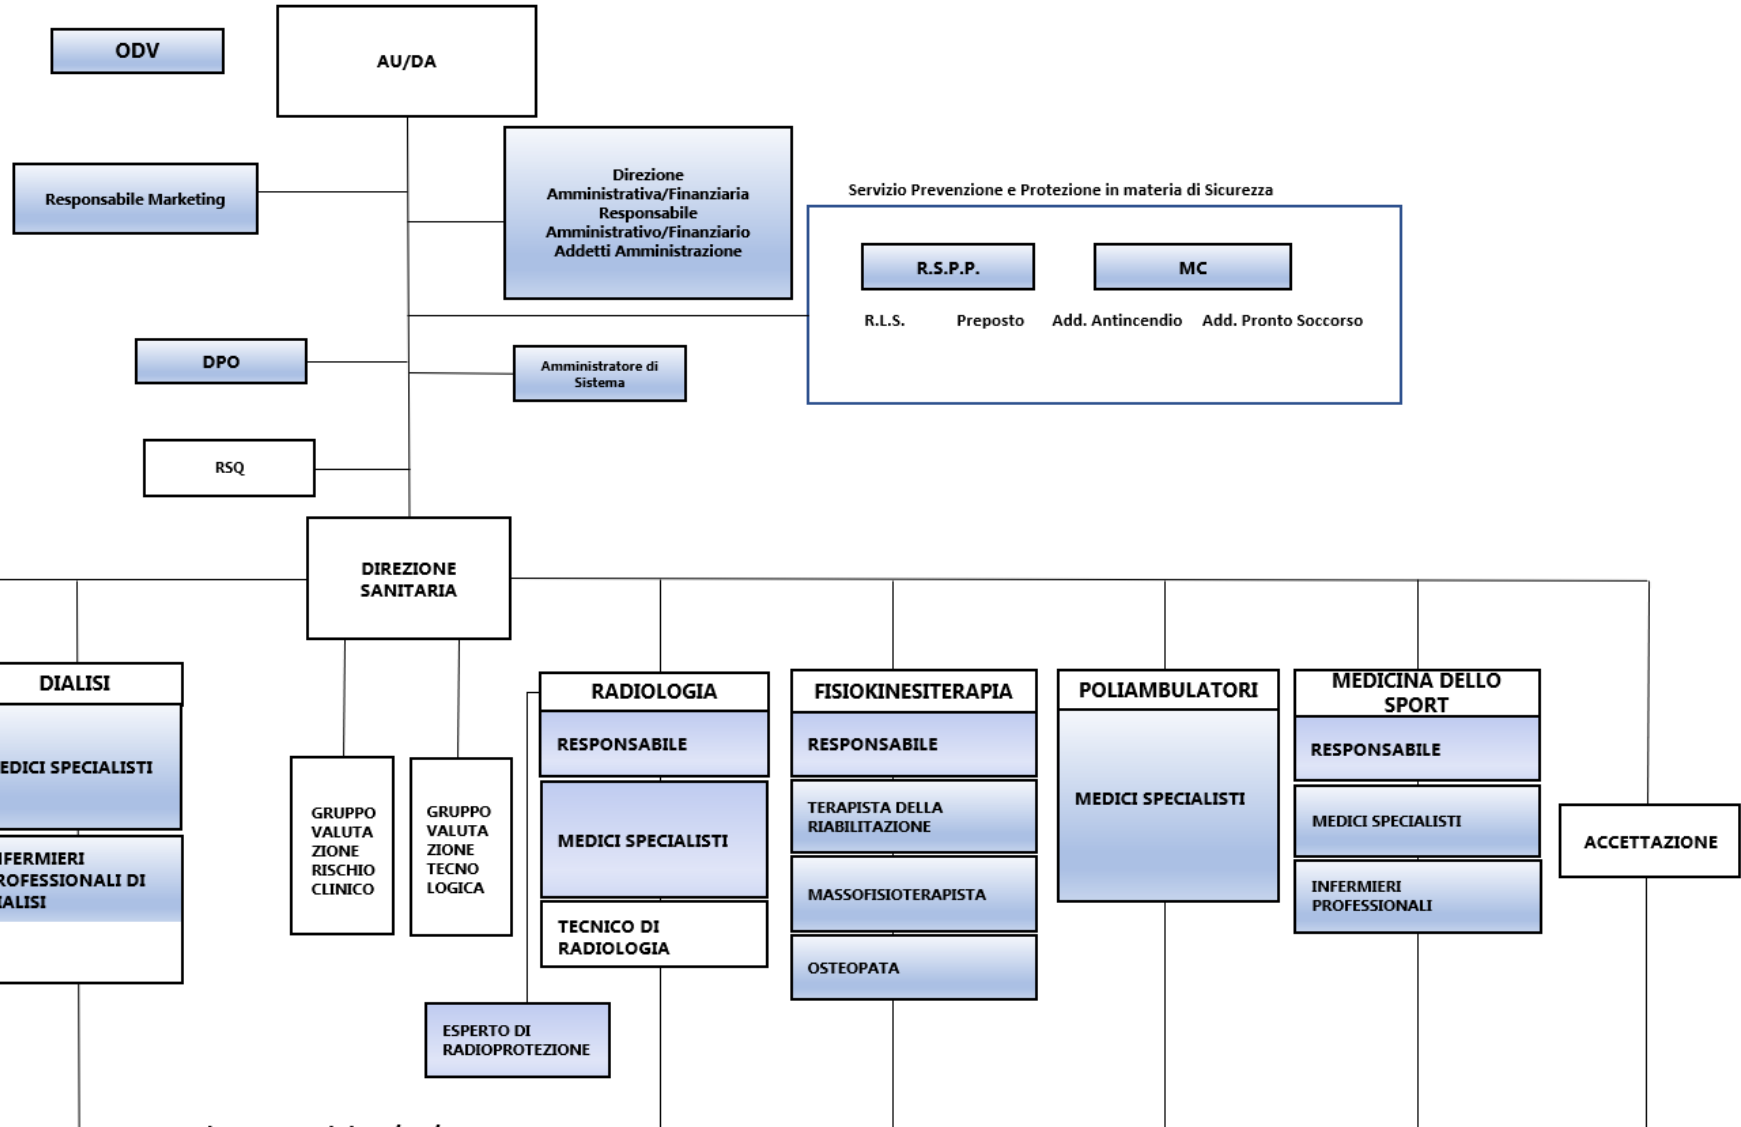 ODV
AU/DA
Responsabile Marketing
Direzione
Amministrativa/Finanziaria
Responsabile
Amministrativo/Finanziario
Addetti Amministrazione
Servizio Prevenzione e Protezione in materia di Sicurezza
R.S.P.P.
MC
R.L.S. Preposto Add. Antincendio Add. Pronto Soccorso
DPO
Amministratore di
Sistema
RSQ
DIREZIONE
SANITARIA
DIALISI
EDICI SPECIALISTI
NFERMIERI
ROFESSIONALI DI
IALISI
GRUPPO
VALUTA
ZIONE
RISCHIO
CLINICO
GRUPPO
VALUTA
ZIONE
TECNO
LOGICA
RADIOLOGIA
RESPONSABILE
MEDICI SPECIALISTI
TECNICO DI
RADIOLOGIA
ESPERTO DI
RADIOPROTEZIONE
FISIOKINESITERAPIA
RESPONSABILE
TERAPISTA DELLA
RIABILITAZIONE
MASSOFISIOTERAPISTA
OSTEOPATA
POLIAMBULATORI
MEDICI SPECIALISTI
MEDICINA DELLO
SPORT
RESPONSABILE
MEDICI SPECIALISTI
INFERMIERI
PROFESSIONALI
ACCETTAZIONE